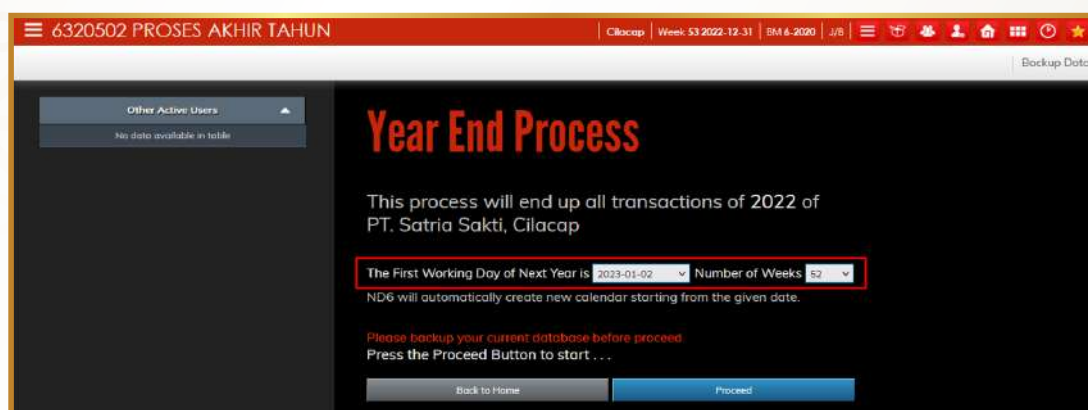 6320502 PROSES AKHIR TAHUN
Cilacap | Week 53 2022-12-31 | BM 6-2020 | J/B
Backup Data
Other Active Users
No data available in table
Year End Process
This process will end up all transactions of 2022 of
PT. Satria Sakti, Cilacap
The First Working Day of Next Year is 2023-01-02 Number of Weeks 52
ND6 will automatically create new calendar starting from the given date.
Please backup your current database before proceed
Press the Proceed Button to start . . .
Back to Home
Proceed